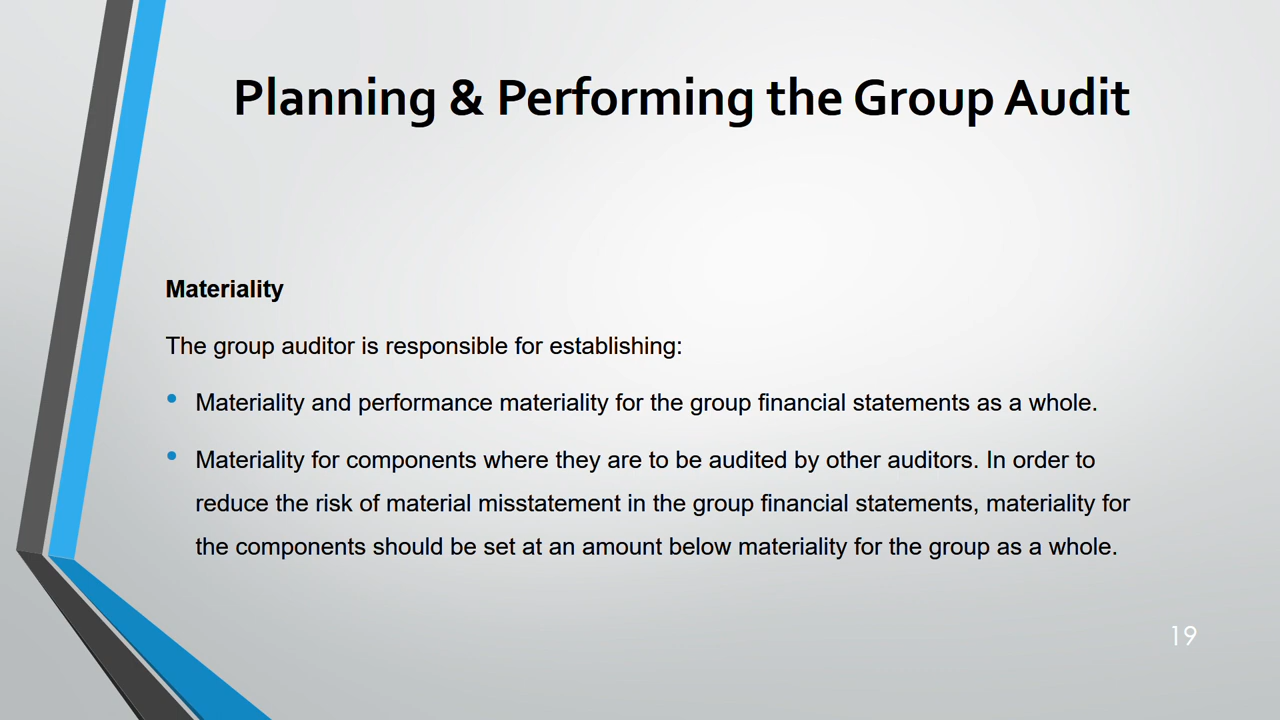 Planning & Performing the Group Audit
Materiality
The group auditor is responsible for establishing:
• Materiality and performance materiality for the group financial statements as a whole.
• Materiality for components where they are to be audited by other auditors. In order to
reduce the risk of material misstatement in the group financial statements, materiality for
the components should be set at an amount below materiality for the group as a whole.
19